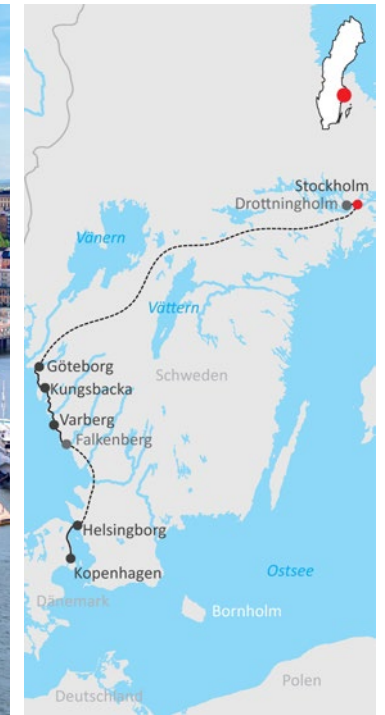 Stockholm
Drottningholm
Vänern
Vättern
Göteborg
Schweden
Kungsbacka
Varberg
Falkenberg
Helsingborg
Kopenhagen
Ostsee
Dänemark
Bornholm
Polen
Deutschland